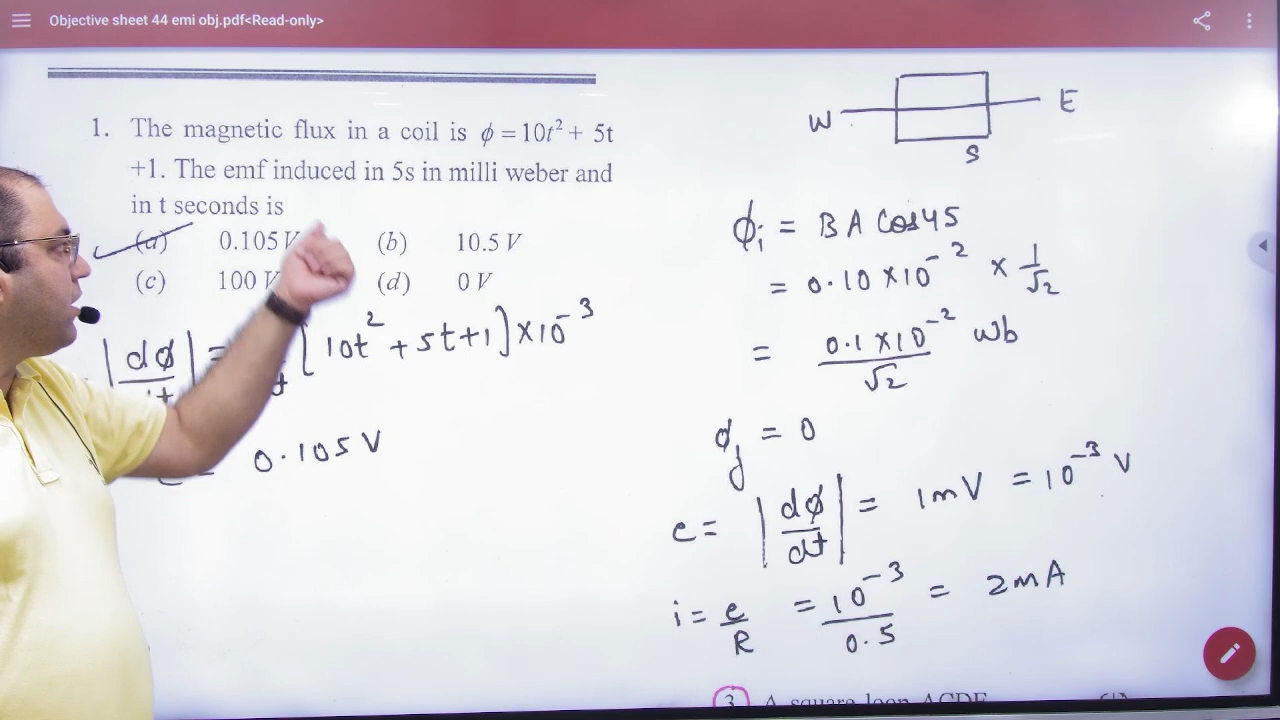 Objective sheet 44 emi obj.pdf<Read-only>
1. The magnetic flux in a coil is ϕ = 10t² + 5t
+1. The emf induced in 5s in milli weber and
in t seconds is
(a) 0.105 V (b) 10.5 V
(c) 100 V (d) 0 V
|dϕ| = [10t² + 5t + 1] × 10⁻³
0.105 V
W E
S
ϕi = BA Cos45
= 0.10 × 10⁻² × 1/√2
= 0.1 × 10⁻²/√2 Wb
= 0
e = |dϕ/dt| = 1mV = 10⁻³ V
i = e/R = 10⁻³/0.5 = 2mA
3. A square loop ACDE